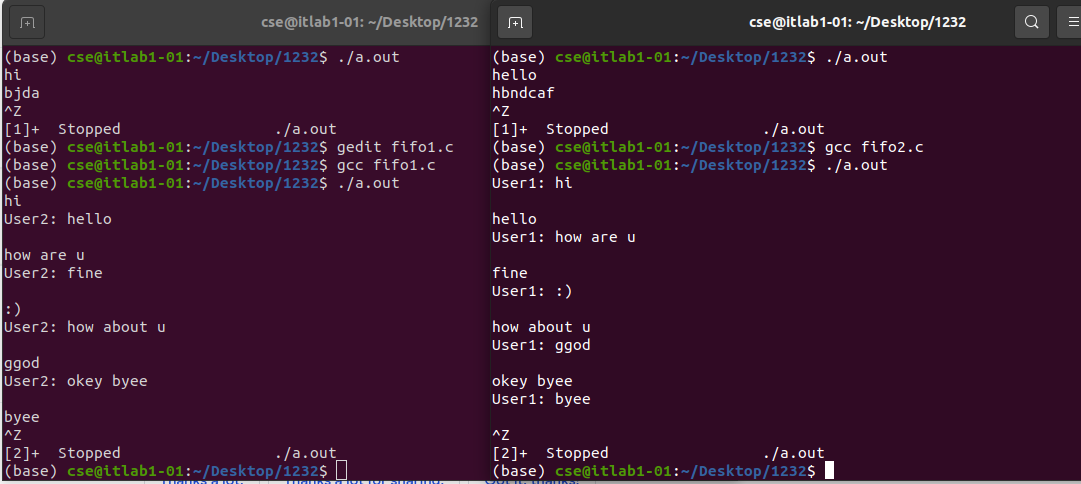 cse@itlab1-01: ~/Desktop/1232
(base) cse@itlab1-01:~/Desktop/1232$ ./a.out
hi
bjda
^Z
[1]+  Stopped                 ./a.out
(base) cse@itlab1-01:~/Desktop/1232$ gedit fifo1.c
(base) cse@itlab1-01:~/Desktop/1232$ gcc fifo1.c
(base) cse@itlab1-01:~/Desktop/1232$ ./a.out
hi
User2: hello
how are u
User2: fine
:)
User2: how about u
ggod
User2: okey byee
byee
^Z
[2]+  Stopped                 ./a.out
(base) cse@itlab1-01:~/Desktop/1232$
cse@itlab1-01: ~/Desktop/1232
(base) cse@itlab1-01:~/Desktop/1232$ ./a.out
hello
hbndcaf
^Z
[1]+  Stopped                 ./a.out
(base) cse@itlab1-01:~/Desktop/1232$ gcc fifo2.c
(base) cse@itlab1-01:~/Desktop/1232$ ./a.out
User1: hi
hello
User1: how are u
fine
User1: :)
how about u
User1: ggod
okey byee
User1: byee
^Z
[2]+  Stopped                 ./a.out
(base) cse@itlab1-01:~/Desktop/1232$